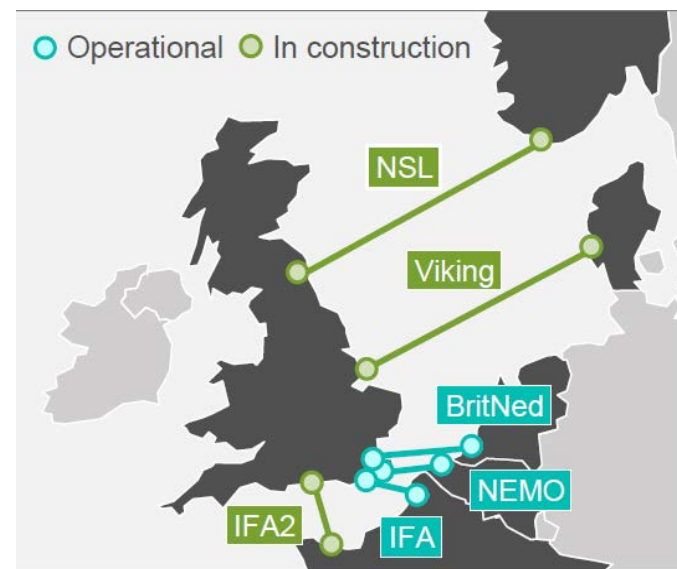 Operational In construction
NSL
Viking
BritNed
NEMO
IFA2
IFA